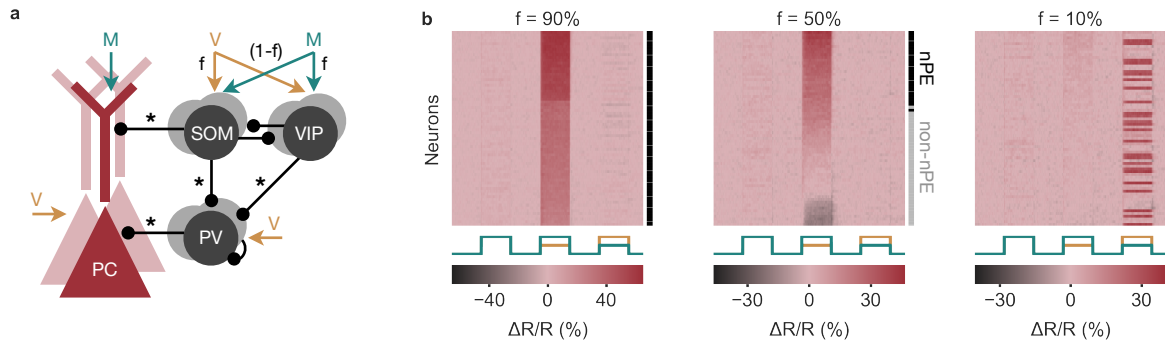 a
M
V
(1-f)
M
f
f
SOM
VIP
*
*
*
V
*
V
PV
PC
b
f = 90%
f = 50%
f = 10%
Neurons
nPE
non-nPE
−40 0 40
−30 0 30
−30 0 30
ΔR/R (%)
ΔR/R (%)
ΔR/R (%)